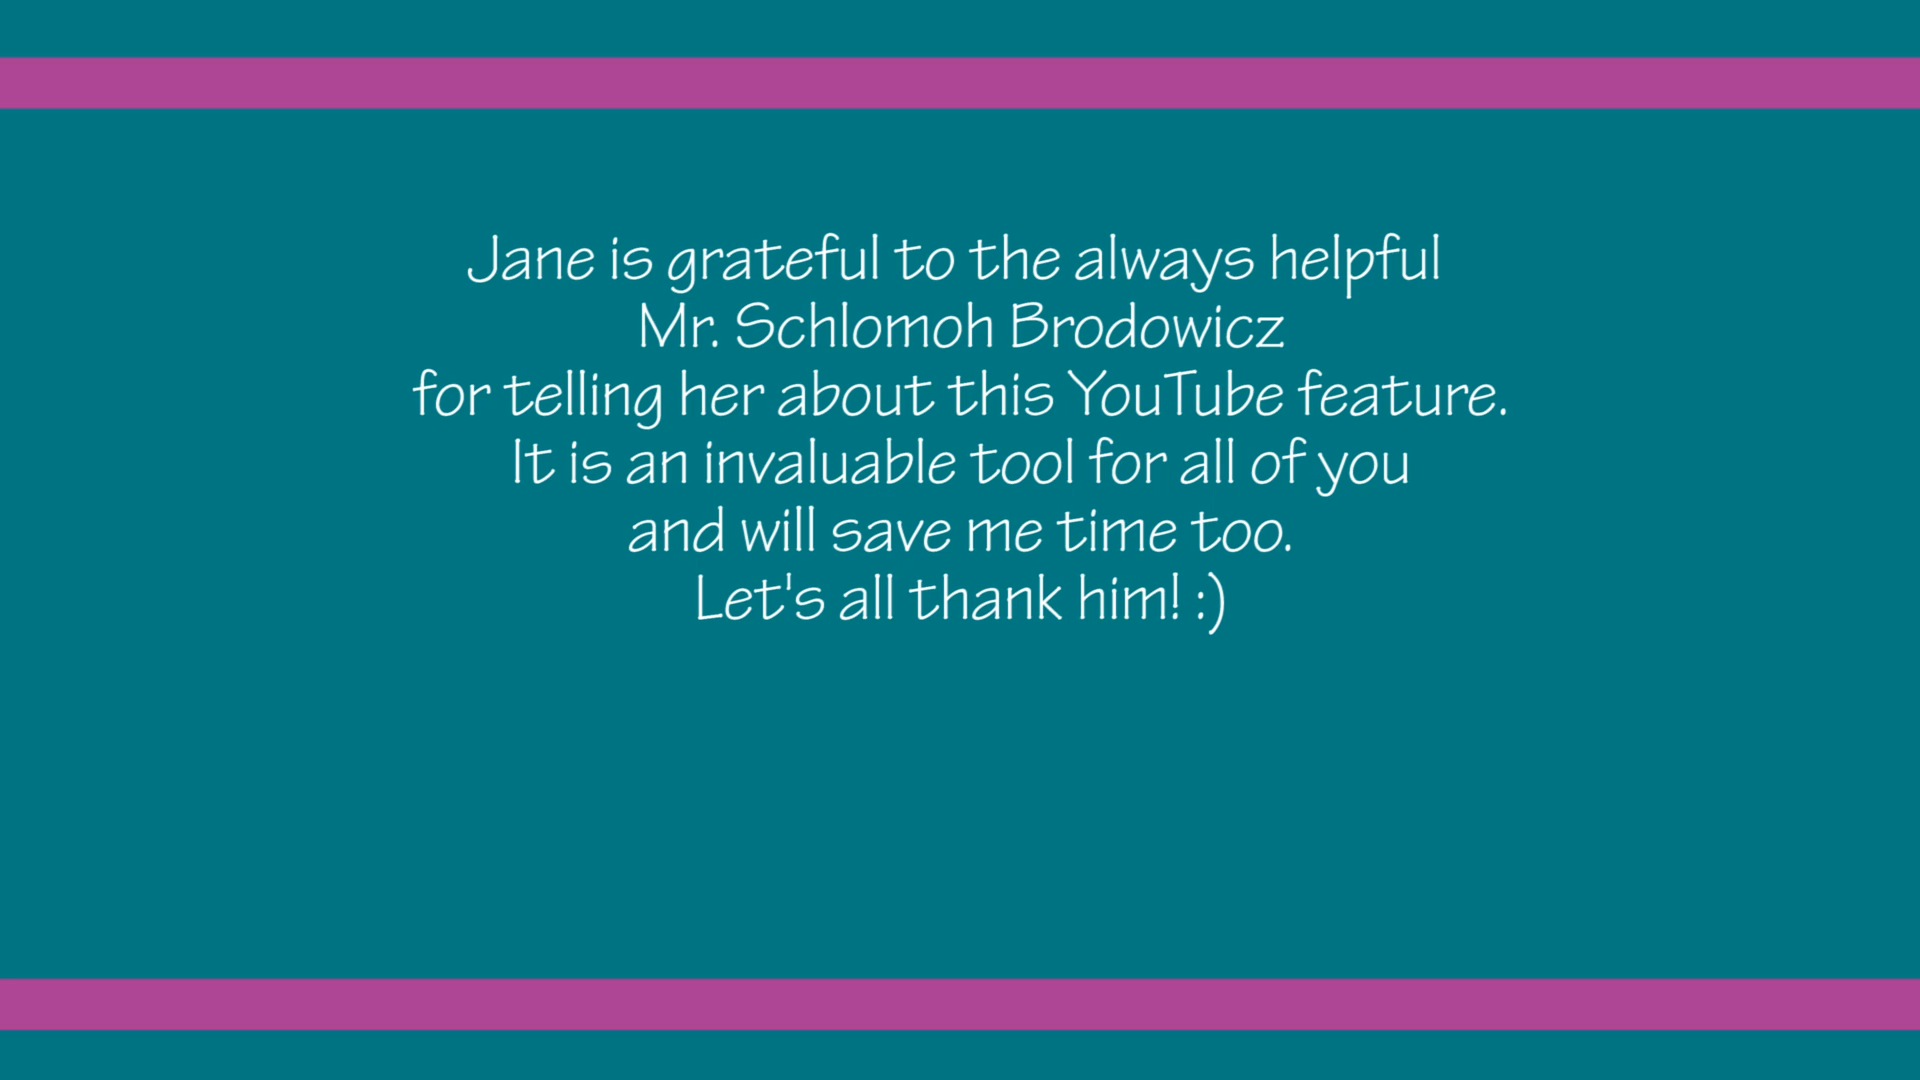 Jane is grateful to the always helpful
Mr. Schlomoh Brodowicz
for telling her about this YouTube feature.
It is an invaluable tool for all of you
and will save me time too.
Let's all thank him! :)